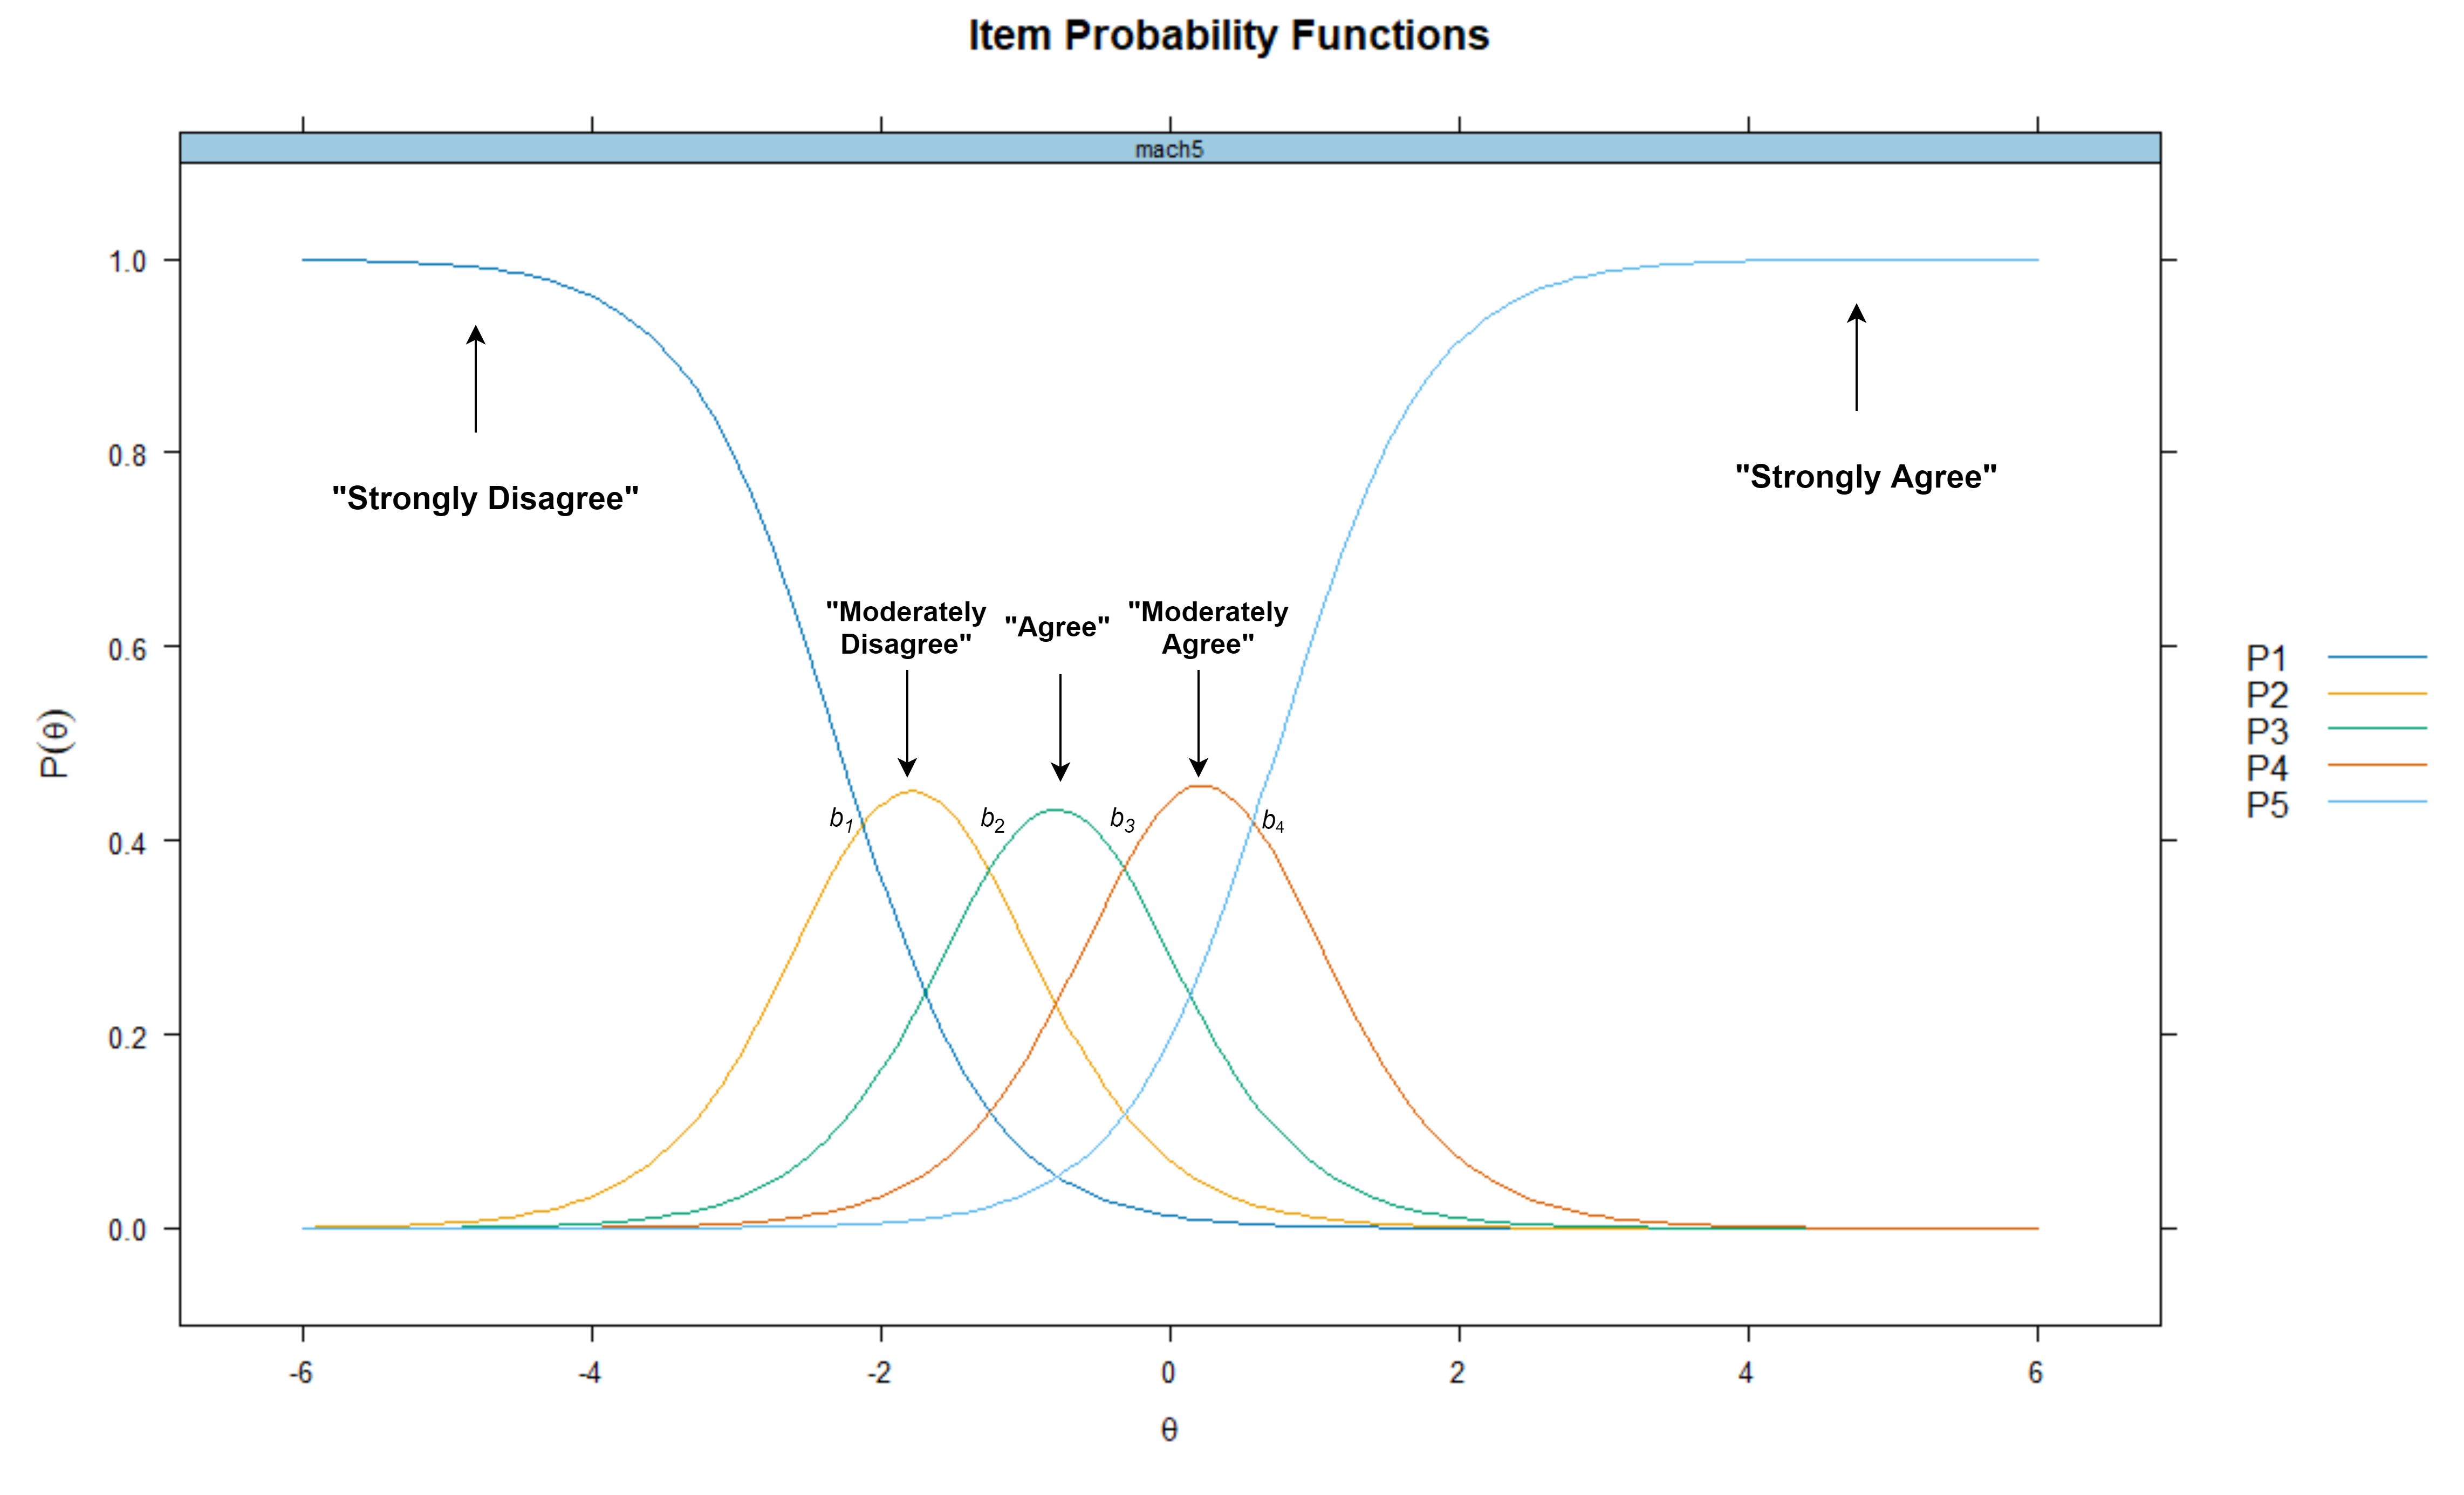 Item Probability Functions
mach5
1.0
0.8
0.6
0.4
0.2
0.0
P(θ)
"Strongly Disagree"
"Strongly Agree"
"Moderately
Disagree"
"Agree"
"Moderately
Agree"
b1
b2
b3
b4
P1
P2
P3
P4
P5
-6 -4 -2 0 2 4 6
θ